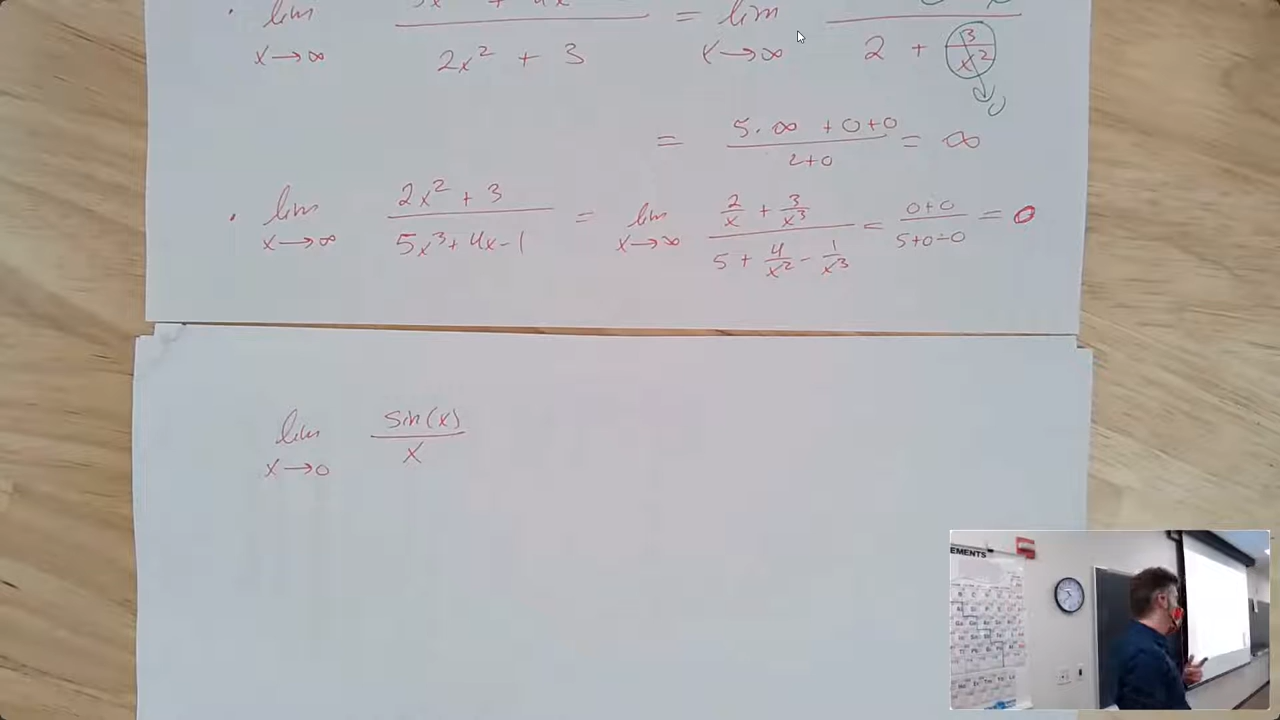 • lim x→∞ / 2x² + 3 = lim x→∞ / 2 + 3/x² → 0
= (5·∞ + 0+0)/(2+0) = ∞
• lim x→∞ (2x² + 3)/(5x³+4x-1) = lim x→∞ (2/x + 3/x³)/(5 + 4/x² - 1/x³) = (0+0)/(5+0-0) = 0
lim x→0 sin(x)/x
EMENTS